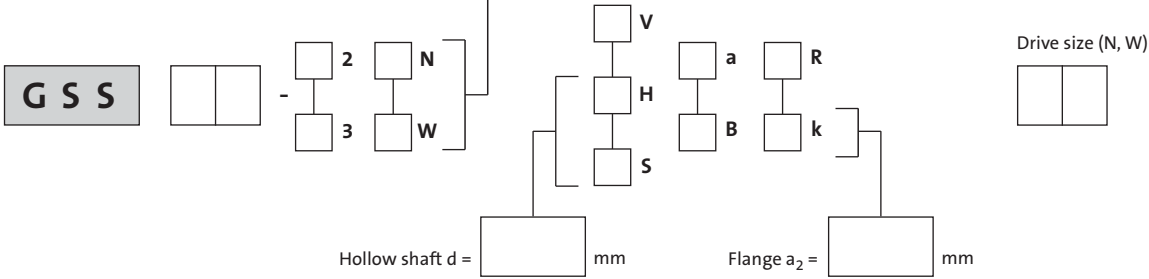 V
Drive size (N, W)
2 N a R
G S S - H
3 W B k
S
Hollow shaft d = mm Flange a₂ = mm